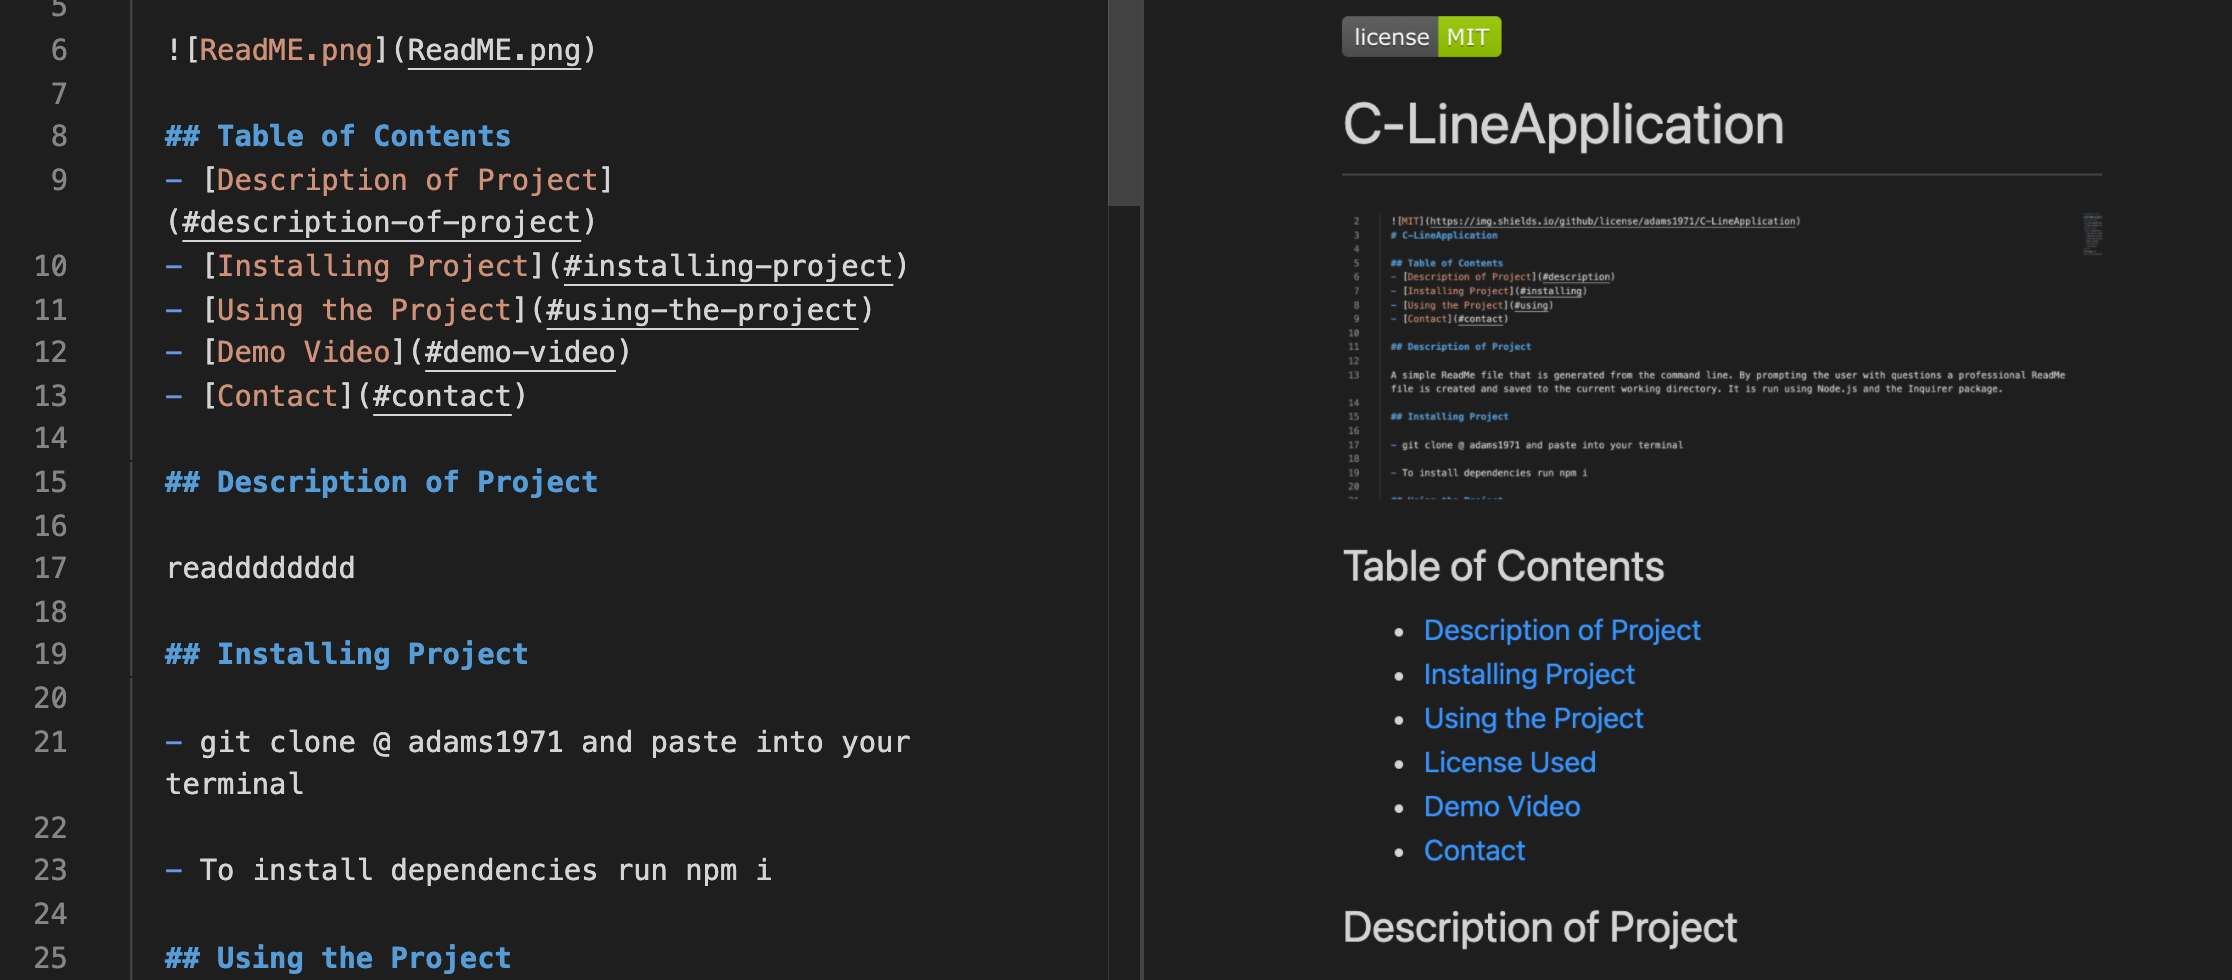 5
6 ![ReadME.png](ReadME.png)
7
8 ## Table of Contents
9 - [Description of Project]
(#description-of-project)
10 - [Installing Project](#installing-project)
11 - [Using the Project](#using-the-project)
12 - [Demo Video](#demo-video)
13 - [Contact](#contact)
14
15 ## Description of Project
16
17 readdddddddd
18
19 ## Installing Project
20
21 - git clone @ adams1971 and paste into your
terminal
22
23 - To install dependencies run npm i
24
25 ## Using the Project
license MIT
C-LineApplication
2 ![MIT](https://img.shields.io/github/license/adams1971/C-LineApplication)
3 # C-LineApplication
4
5 ## Table of Contents
6 - [Description of Project](#description)
7 - [Installing Project](#installing)
8 - [Using the Project](#using)
9 - [Contact](#contact)
10
11 ## Description of Project
12
13 A simple ReadMe file that is generated from the command line. By prompting the user with questions a professional ReadMe
file is created and saved to the current working directory. It is run using Node.js and the Inquirer package.
14
15 ## Installing Project
16
17 - git clone @ adams1971 and paste into your terminal
18
19 - To install dependencies run npm i
20
Table of Contents
• Description of Project
• Installing Project
• Using the Project
• License Used
• Demo Video
• Contact
Description of Project